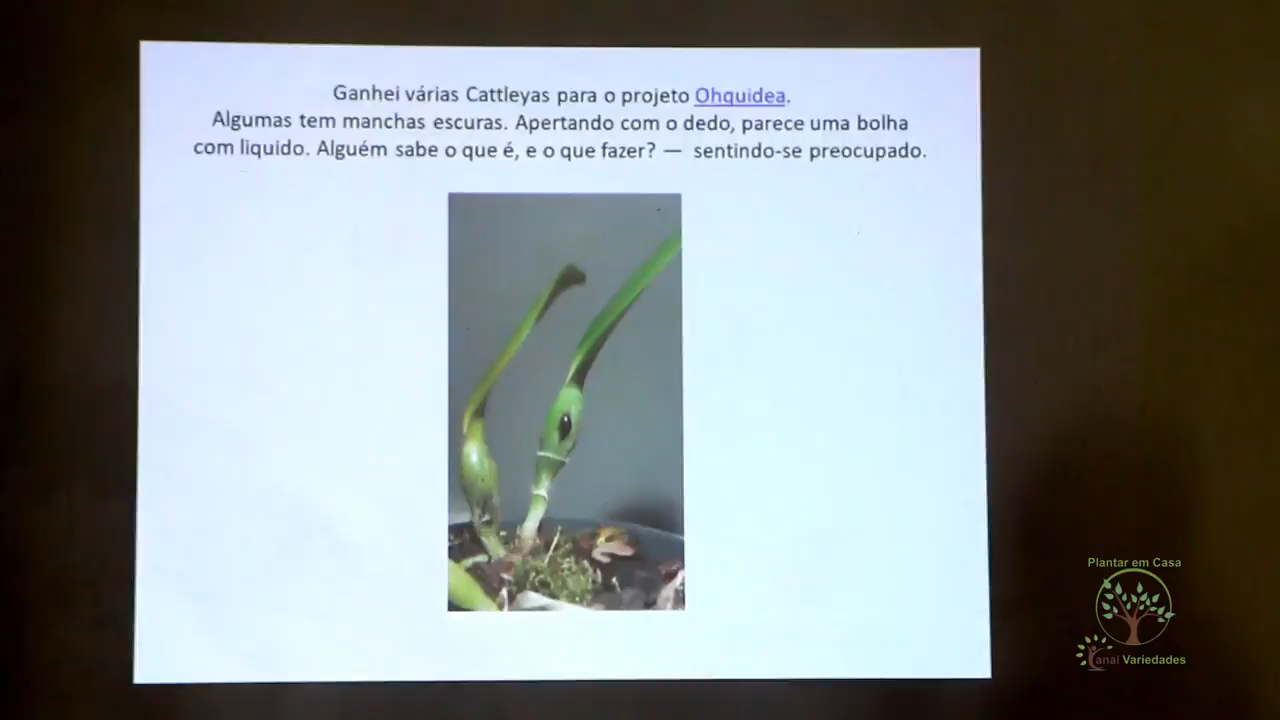 Ganhei várias Cattleyas para o projeto Ohquidea.
Algumas tem manchas escuras. Apertando com o dedo, parece uma bolha
com liquido. Alguém sabe o que é, e o que fazer? — sentindo-se preocupado.
Plantar em Casa
Canal Variedades